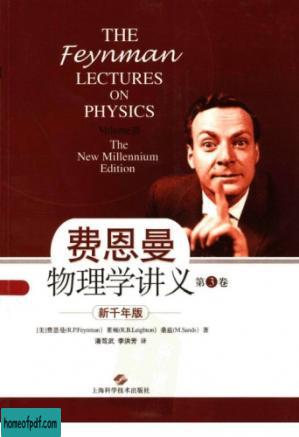 THE
Feynman
LECTURES
ON
PHYSICS
Volume III
The
New Millennium
Edition
费恩曼
物理学讲义 第3卷
新千年版
[美]费恩曼(R.P.Feynman) 莱顿(R.B.Leighton) 桑兹(M.Sands) 著
潘笃武 李洪芳 译
上海科学技术出版社
homeofpdf.com